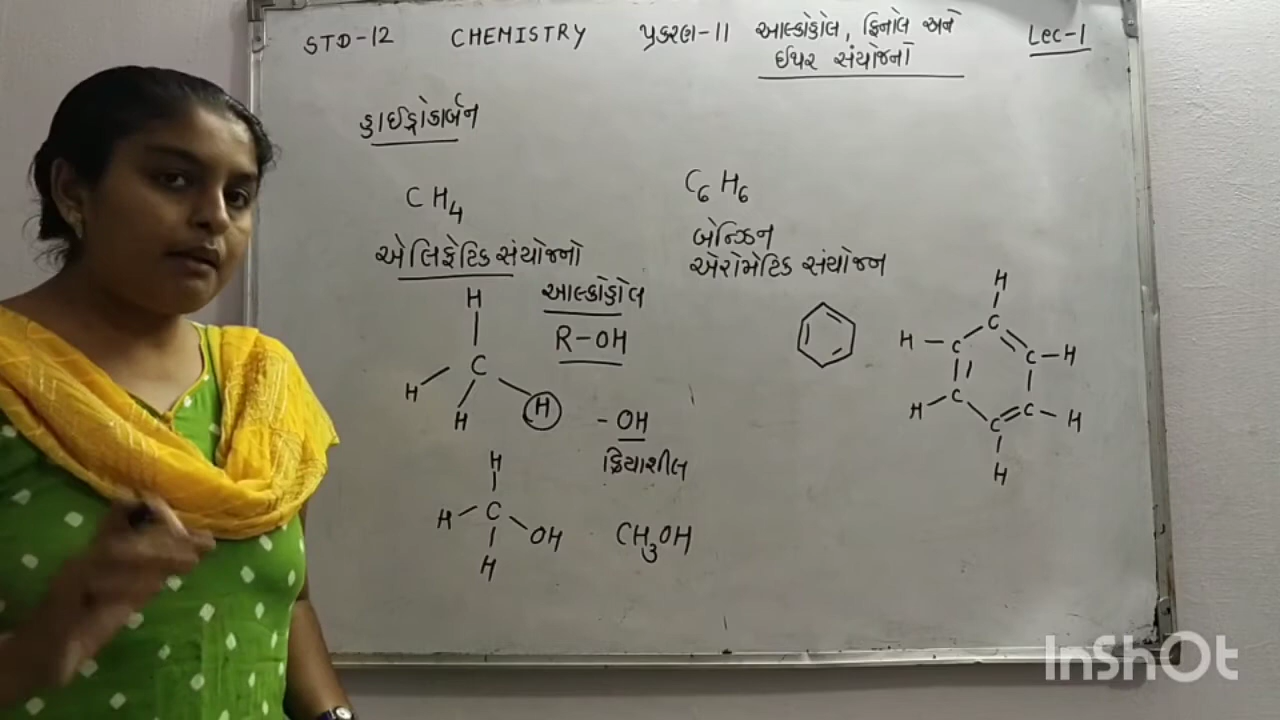 STD-12 CHEMISTRY પ્રકરણ-11 આલ્કોહોલ, ફિનોલ અને Lec-1
ઈથર સંયોજનો
હાઈડ્રોકાર્બન
CH4
C6H6
બેન્ઝિન
એલિફેટિક સંયોજનો
એરોમેટિક સંયોજન
આલ્કોહોલ
R-OH
H
C
H
H
H
-OH
ક્રિયાશીલ
H
H C OH
H
CH3OH
H
C
H C C H
H C C H
C
H
InShOt